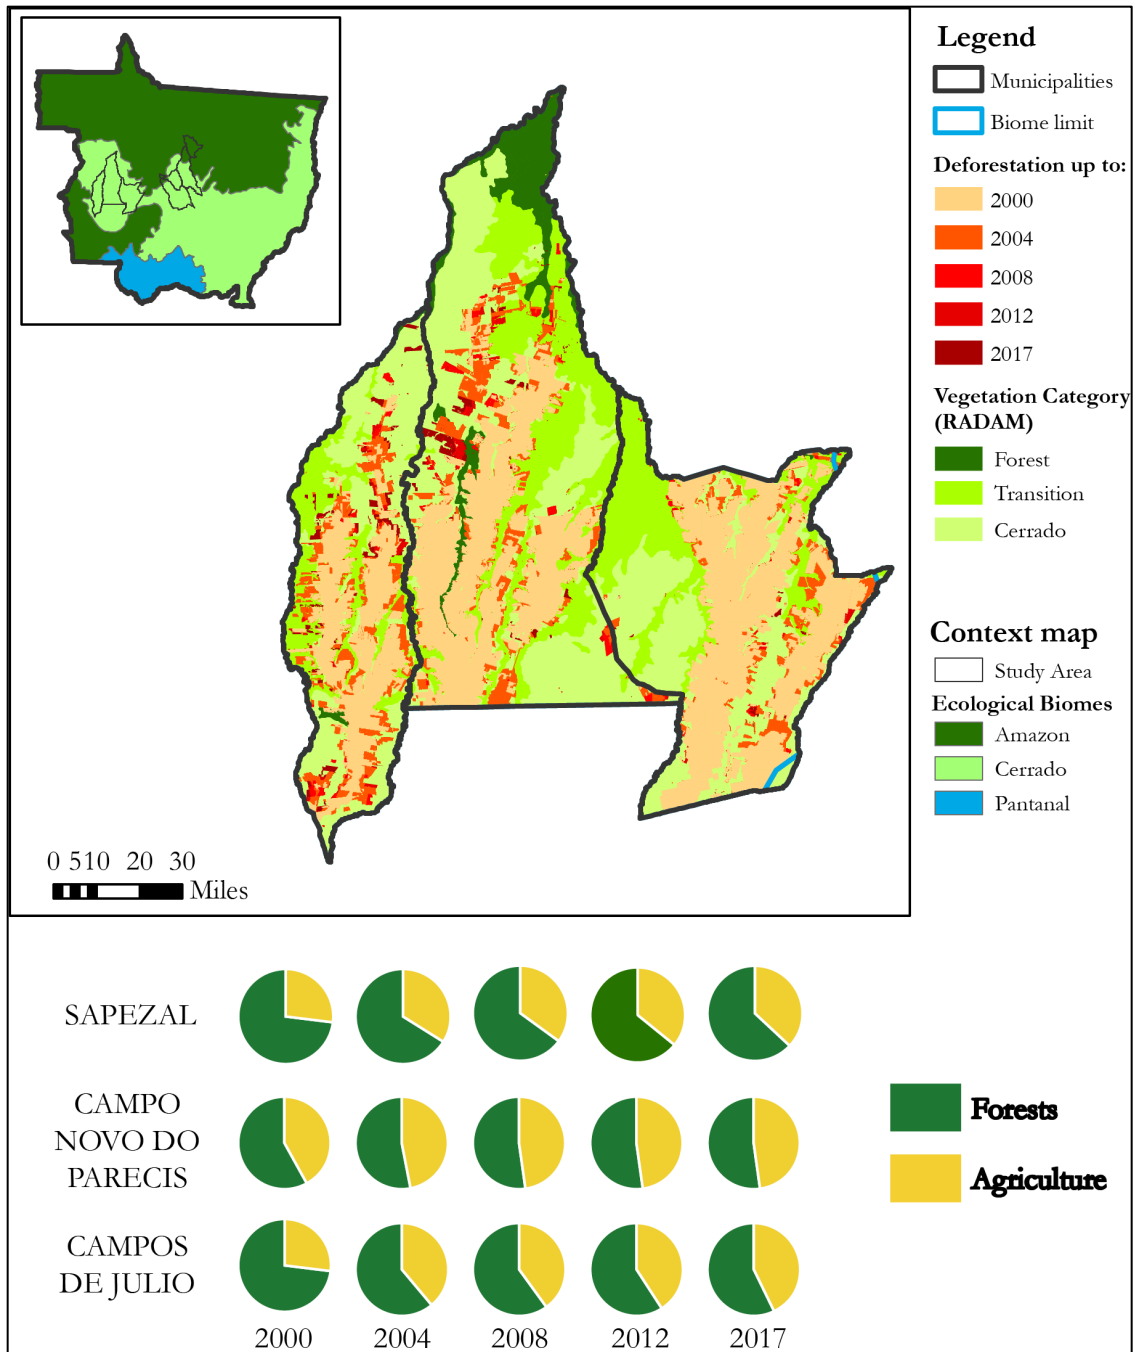 Legend
Municipalities
Biome limit
Deforestation up to:
2000
2004
2008
2012
2017
Vegetation Category
(RADAM)
Forest
Transition
Cerrado
Context map
Study Area
Ecological Biomes
Amazon
Cerrado
Pantanal
0 5 10 20 30
Miles
SAPEZAL
CAMPO
NOVO DO
PARECIS
CAMPOS
DE JULIO
2000 2004 2008 2012 2017
Forests
Agriculture